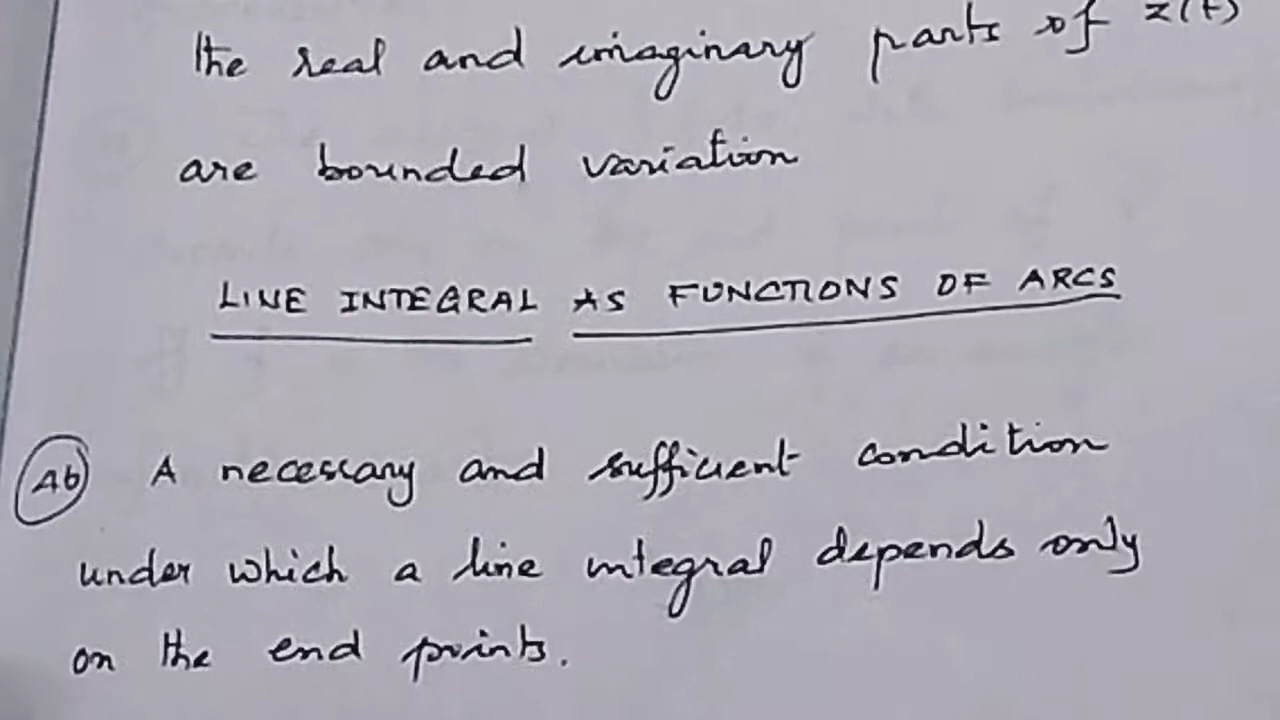 the real and imaginary parts of z(t)
are bounded variation
LINE INTEGRAL AS FUNCTIONS OF ARCS
Ab A necessary and sufficient condition
under which a line integral depends only
on the end points.